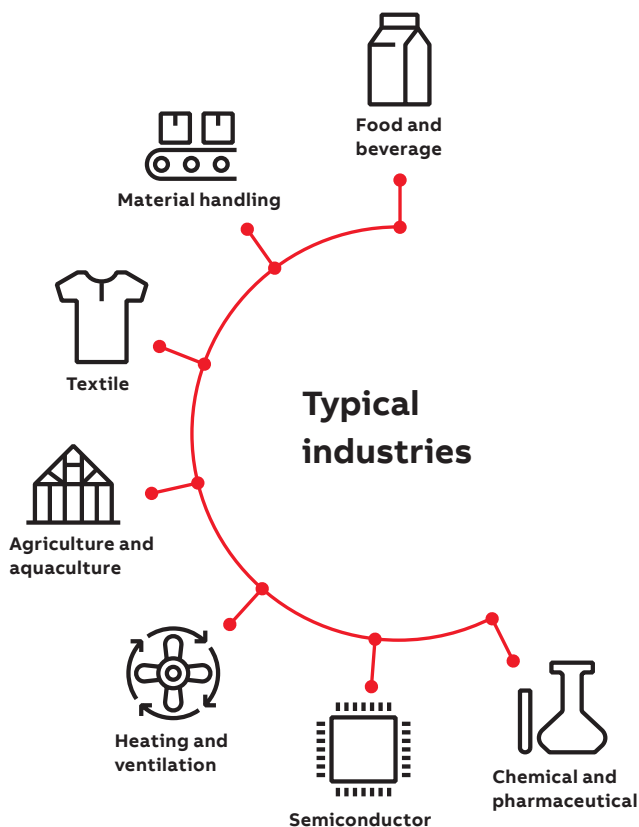 Food and
beverage
Material handling
Textile
Typical
industries
Agriculture and
aquaculture
Heating and
ventilation
Semiconductor
Chemical and
pharmaceutical